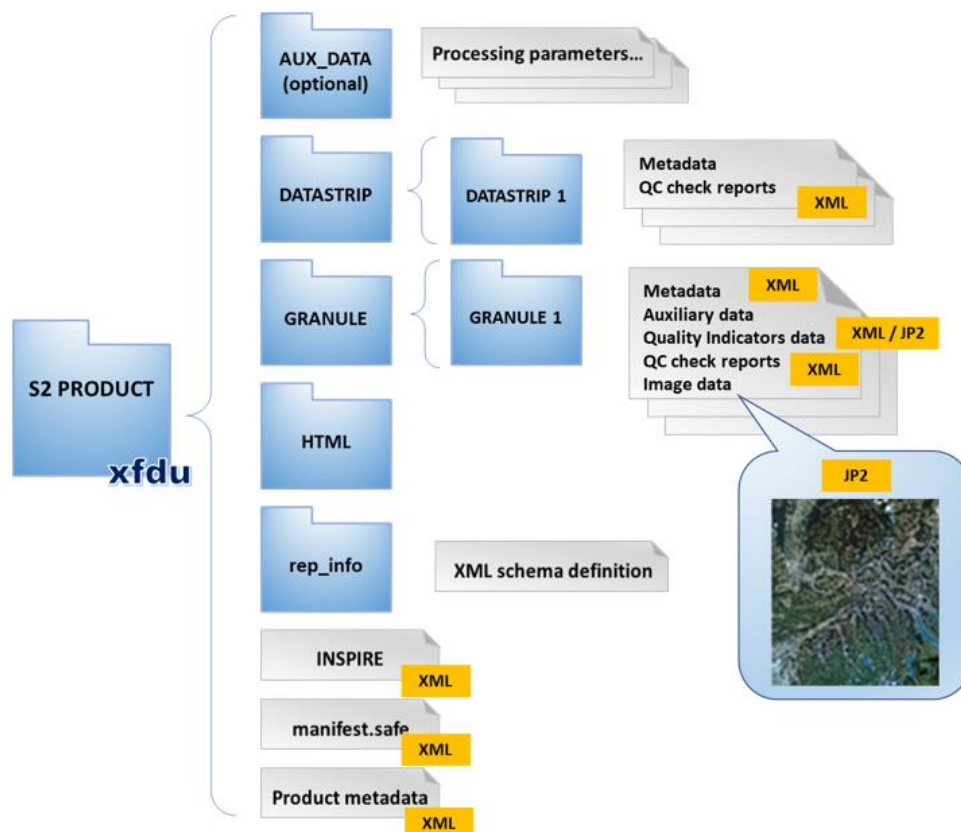 AUX_DATA
(optional)
Processing parameters...
DATASTRIP
DATASTRIP 1
Metadata
QC check reports
XML
GRANULE
GRANULE 1
Metadata
XML
Auxiliary data
Quality Indicators data
XML / JP2
QC check reports
XML
Image data
S2 PRODUCT
xfdu
HTML
JP2
rep_info
XML schema definition
INSPIRE
XML
manifest.safe
XML
Product metadata
XML